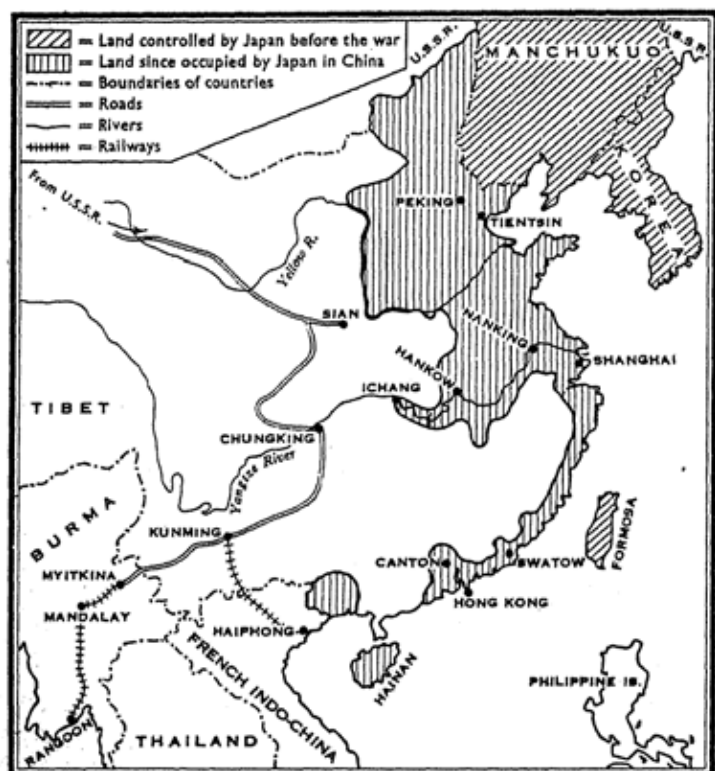 = Land controlled by Japan before the war
= Land since occupied by Japan in China
= Boundaries of countries
= Roads
= Rivers
= Railways
U.S.S.R.
MANCHUKUO
U.S.S.R.
KOREA
PEKING
TIENTSIN
From U.S.S.R.
Yellow R.
SIAN
NANKING
SHANGHAI
HANKOW
ICHANG
TIBET
CHUNGKING
Yangtze River
KUNMING
BURMA
MYITKINA
MANDALAY
HAIPHONG
CANTON
SWATOW
HONG KONG
FORMOSA
FRENCH INDO-CHINA
HAINAN
PHILIPPINE IS.
RANGOON
THAILAND